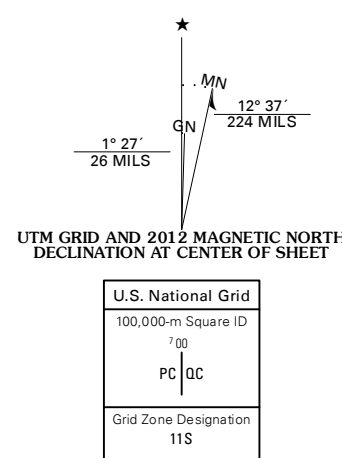 ★
MN
GN
12° 37´
224 MILS
1° 27´
26 MILS
UTM GRID AND 2012 MAGNETIC NORTH
DECLINATION AT CENTER OF SHEET
U.S. National Grid
100,000-m Square ID
⁷00
PC QC
Grid Zone Designation
11S